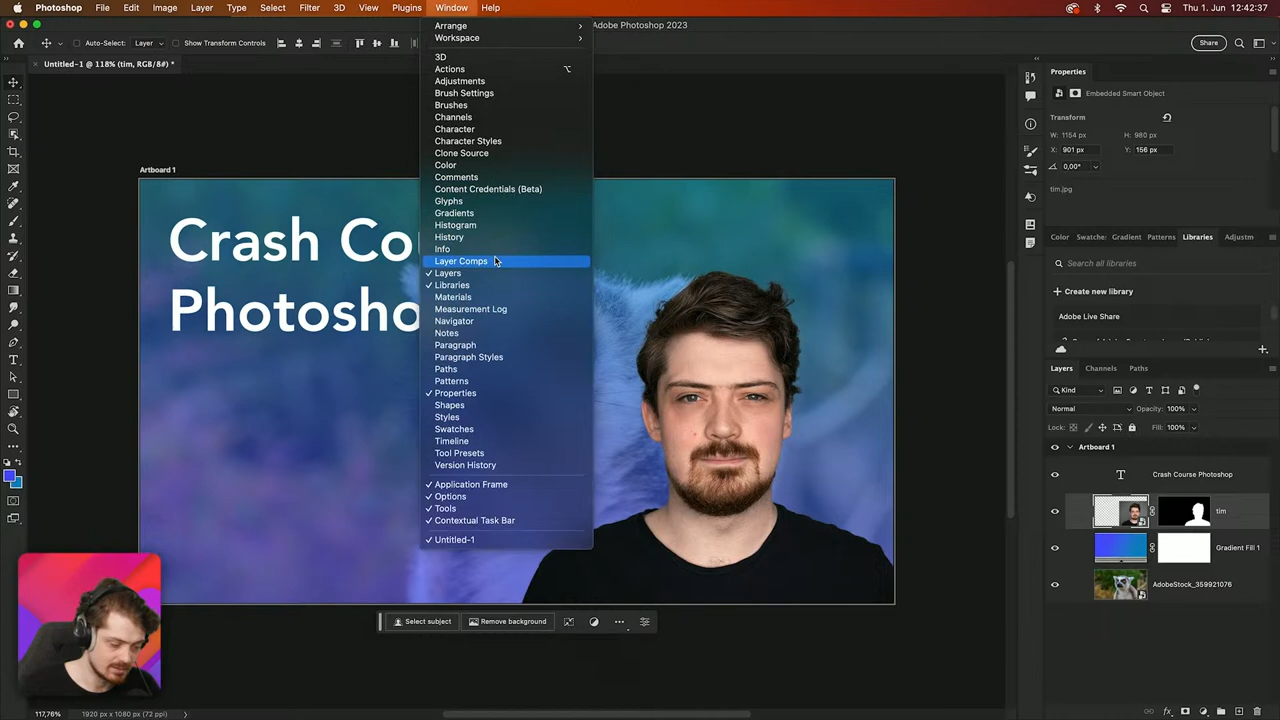 Photoshop File Edit Image Layer Type Select Filter 3D View Plugins Window Help Thu 1. Jun 12:42:37
Adobe Photoshop 2023
Auto-Select: Layer Show Transform Controls Share
Untitled-1 @ 118% (tim, RGB/8#) *
Arrange
Workspace
3D
Actions
Adjustments
Brush Settings
Brushes
Channels
Character
Character Styles
Clone Source
Color
Comments
Content Credentials (Beta)
Glyphs
Gradients
Histogram
History
Info
Layer Comps
Layers
Libraries
Materials
Measurement Log
Navigator
Notes
Paragraph
Paragraph Styles
Paths
Patterns
Properties
Shapes
Styles
Swatches
Timeline
Tool Presets
Version History
Application Frame
Options
Tools
Contextual Task Bar
Untitled-1
Artboard 1
Crash Co
Photosho
Select subject Remove background
117,76% 1920 px x 1080 px (72 ppi)
Properties
Embedded Smart Object
Transform
W: 1154 px H: 980 px
X: 901 px Y: 156 px
0,00°
tim.jpg
Color Swatche: Gradient Patterns Libraries Adjustm
Search all libraries
Create new library
Adobe Live Share
Layers Channels Paths
Kind
Normal Opacity: 100%
Lock: Fill: 100%
Artboard 1
Crash Course Photoshop
tim
Gradient Fill 1
AdobeStock_359921076